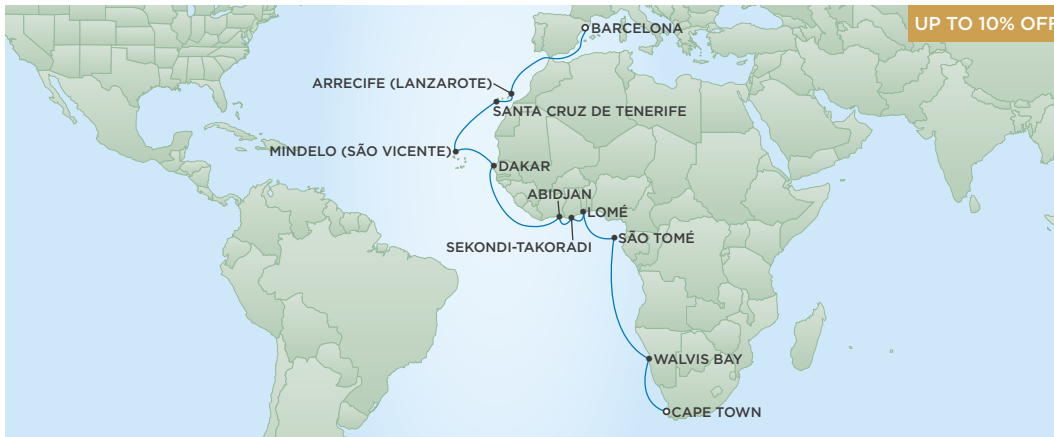 UP TO 10% OFF
BARCELONA
ARRECIFE (LANZAROTE)
SANTA CRUZ DE TENERIFE
MINDELO (SÃO VICENTE)
DAKAR
ABIDJAN
LOMÉ
SEKONDI-TAKORADI
SÃO TOMÉ
WALVIS BAY
CAPE TOWN